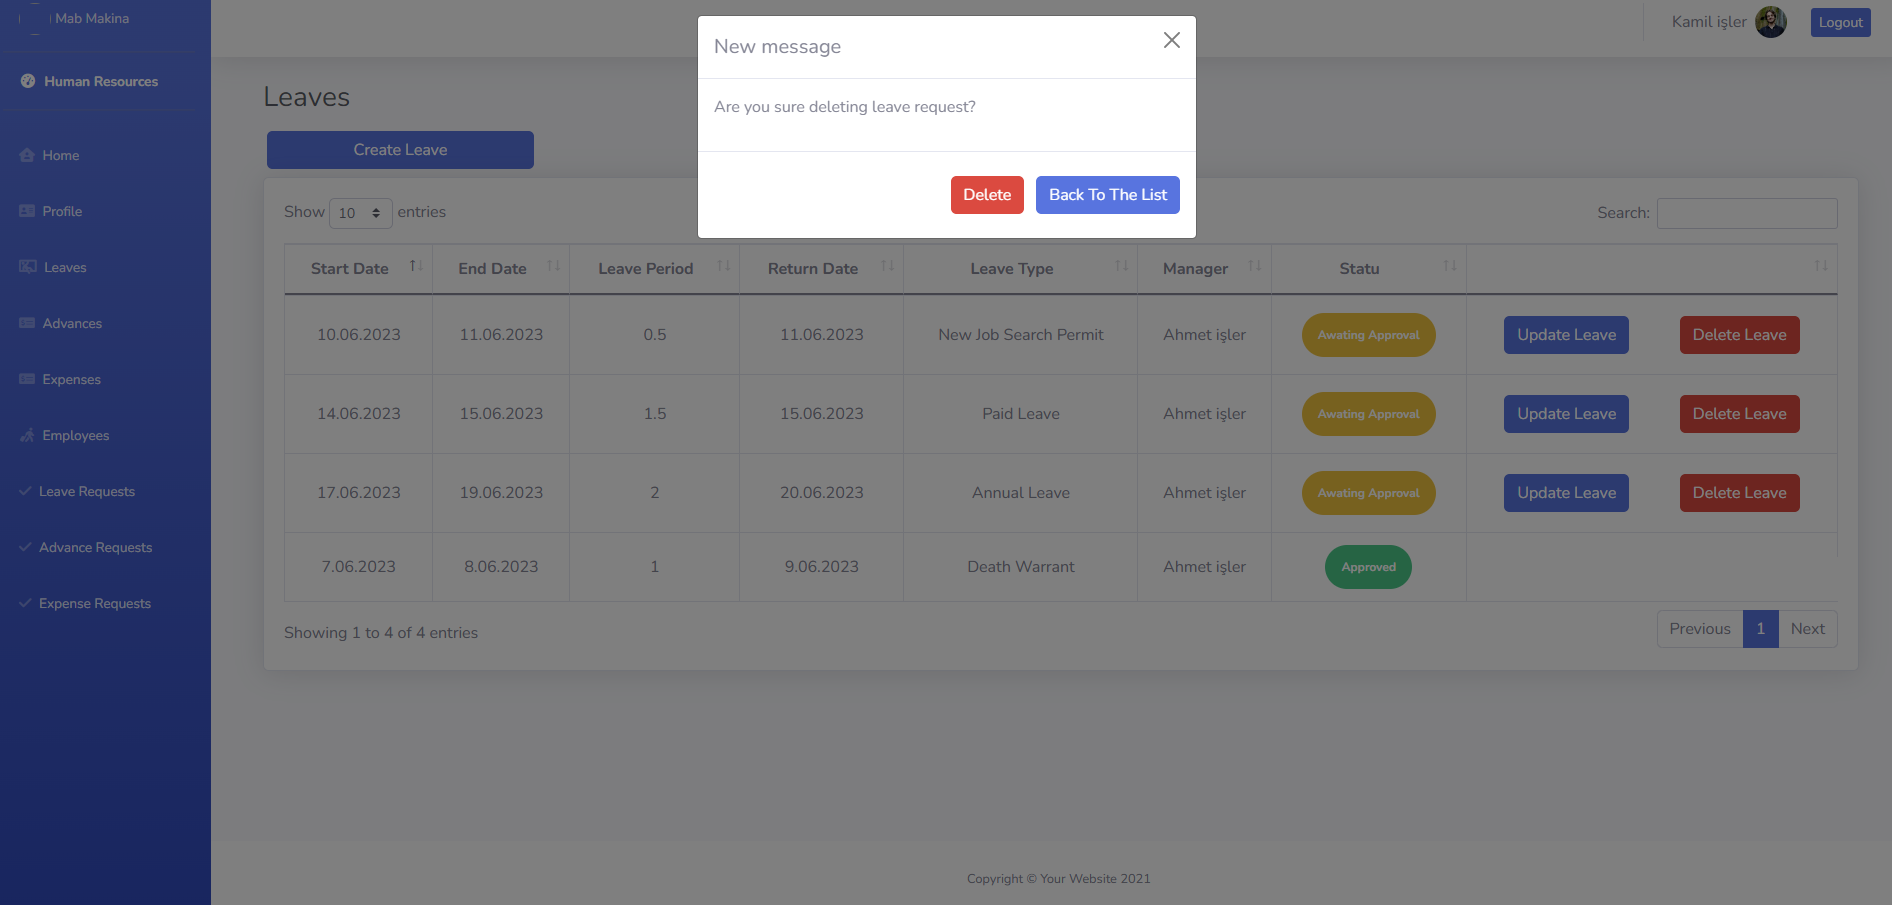 Mab Makina
Human Resources
Home
Profile
Leaves
Advances
Expenses
Employees
Leave Requests
Advance Requests
Expense Requests
Kamil işler
Logout
New message
Are you sure deleting leave request?
Delete
Back To The List
Leaves
Create Leave
Show 10 entries
Search:
Start Date End Date Leave Period Return Date Leave Type Manager Statu
10.06.2023 11.06.2023 0.5 11.06.2023 New Job Search Permit Ahmet işler Awating Approval Update Leave Delete Leave
14.06.2023 15.06.2023 1.5 15.06.2023 Paid Leave Ahmet işler Awating Approval Update Leave Delete Leave
17.06.2023 19.06.2023 2 20.06.2023 Annual Leave Ahmet işler Awating Approval Update Leave Delete Leave
7.06.2023 8.06.2023 1 9.06.2023 Death Warrant Ahmet işler Approved
Showing 1 to 4 of 4 entries
Previous 1 Next
Copyright © Your Website 2021